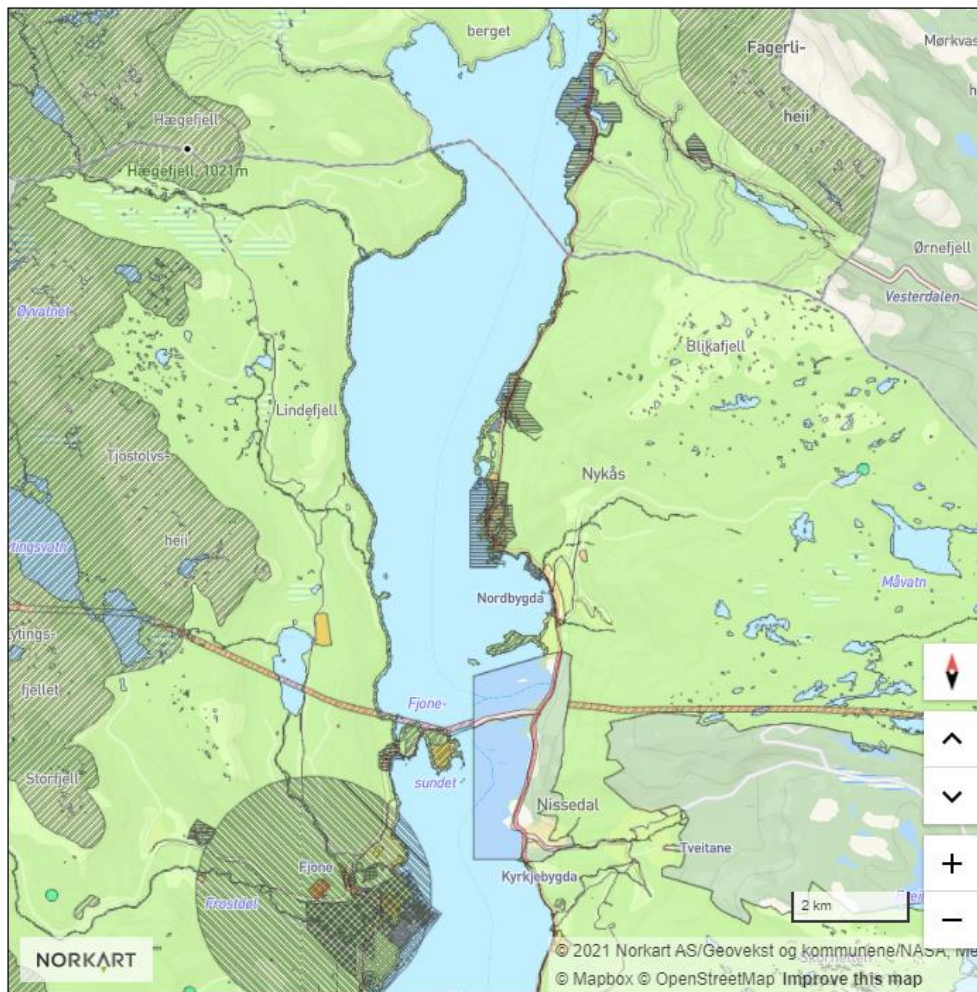 berget
Fagerli-
heii
Mørkvas
h
Hægefjell
Hægefjell, 1021m
Ørnefjell
Vesterdalen
Øvvatnet
Blikafjell
Lindefjell
Tjostolvs-
heii
Nykås
ytingsvatn
Måvatn
Nordbygda
ytings-
fjellet
Fjone-
sundet
Storfjell
Nissedal
Tveitane
Fjone
Kyrkjebygda
Frostdøl
2 km
NORKART
© 2021 Norkart AS/Geovekst og kommunene/NASA, Me
© Mapbox © OpenStreetMap Improve this map